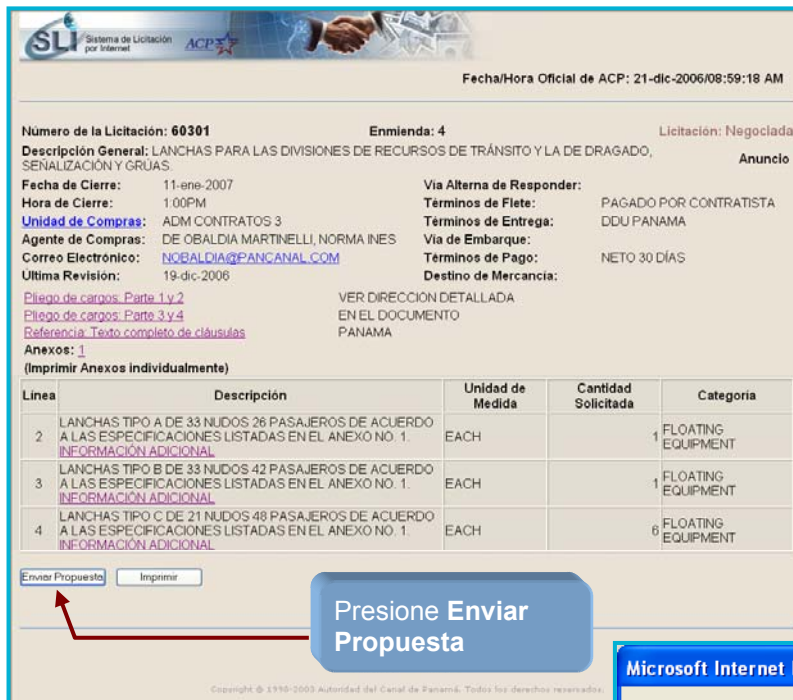 SLI Sistema de Licitación
por Internet
ACP
Fecha/Hora Oficial de ACP: 21-dic-2006/08:59:18 AM
Número de la Licitación: 60301 Enmienda: 4 Licitación: Negociada
Descripción General: LANCHAS PARA LAS DIVISIONES DE RECURSOS DE TRÁNSITO Y LA DE DRAGADO,
SEÑALIZACIÓN Y GRÚAS. Anuncio
Fecha de Cierre: 11-ene-2007 Vía Alterna de Responder:
Hora de Cierre: 1:00PM Términos de Flete: PAGADO POR CONTRATISTA
Unidad de Compras: ADM CONTRATOS 3 Términos de Entrega: DDU PANAMA
Agente de Compras: DE OBALDIA MARTINELLI, NORMA INES Vía de Embarque:
Correo Electrónico: NOBALDIA@PANCANAL.COM Términos de Pago: NETO 30 DÍAS
Última Revisión: 19-dic-2006 Destino de Mercancía:
Pliego de cargos: Parte 1 y 2 VER DIRECCION DETALLADA
Pliego de cargos: Parte 3 y 4 EN EL DOCUMENTO
Referencia: Texto completo de cláusulas PANAMA
Anexos: 1
(Imprimir Anexos individualmente)
Línea Descripción Unidad de Medida Cantidad Solicitada Categoría
2 LANCHAS TIPO A DE 33 NUDOS 26 PASAJEROS DE ACUERDO
A LAS ESPECIFICACIONES LISTADAS EN EL ANEXO NO. 1. EACH 1 FLOATING EQUIPMENT
INFORMACIÓN ADICIONAL
3 LANCHAS TIPO B DE 33 NUDOS 42 PASAJEROS DE ACUERDO
A LAS ESPECIFICACIONES LISTADAS EN EL ANEXO NO. 1. EACH 1 FLOATING EQUIPMENT
INFORMACIÓN ADICIONAL
4 LANCHAS TIPO C DE 21 NUDOS 48 PASAJEROS DE ACUERDO
A LAS ESPECIFICACIONES LISTADAS EN EL ANEXO NO. 1. EACH 6 FLOATING EQUIPMENT
INFORMACIÓN ADICIONAL
Enviar Propuesta Imprimir
Presione Enviar
Propuesta
Microsoft Internet
Copyright © 1998-2003 Autoridad del Canal de Panamá. Todos los derechos reservados.